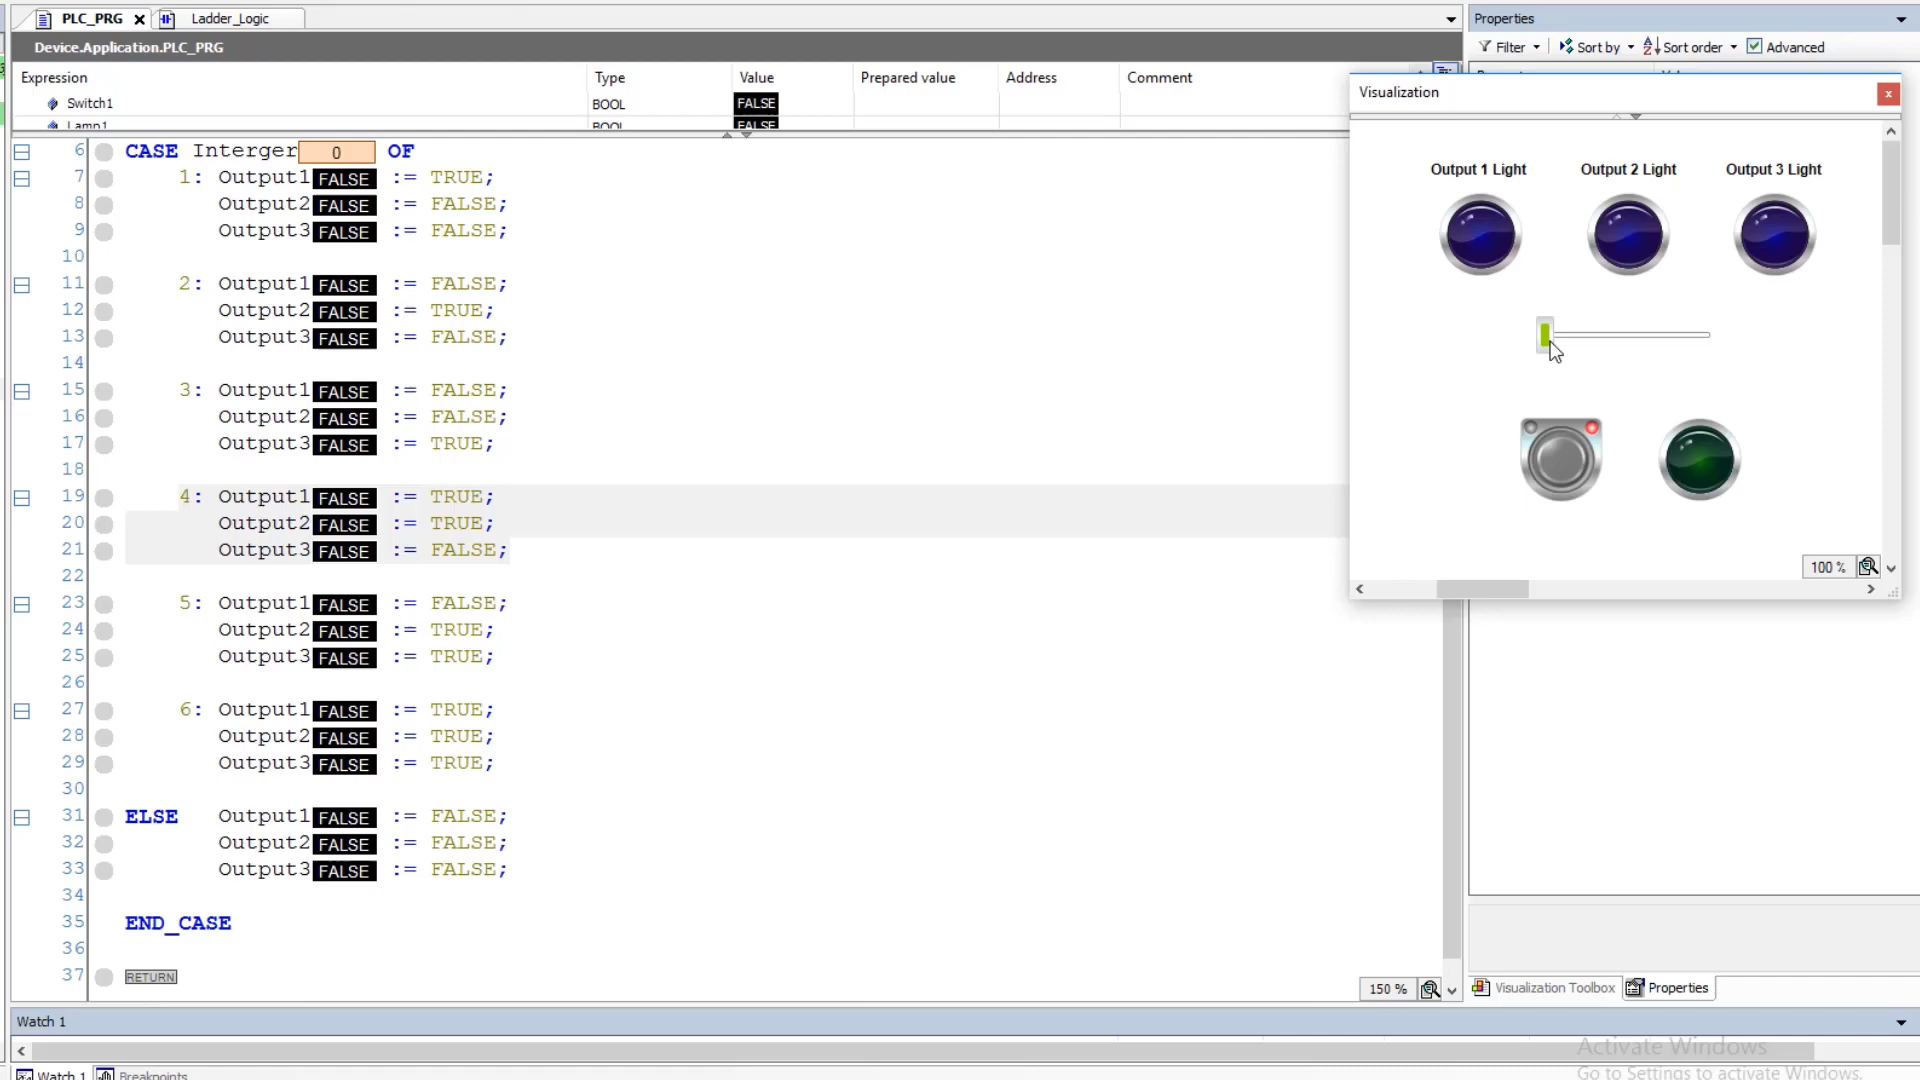 PLC_PRG
Ladder_Logic
Properties
Device.Application.PLC_PRG
Filter
Sort by
Sort order
Advanced
Expression Type Value Prepared value Address Comment
Switch1 BOOL FALSE
Lamp1 BOOL FALSE
6 CASE Interger 0 OF
7 1: Output1 FALSE := TRUE;
8 Output2 FALSE := FALSE;
9 Output3 FALSE := FALSE;
10
11 2: Output1 FALSE := FALSE;
12 Output2 FALSE := TRUE;
13 Output3 FALSE := FALSE;
14
15 3: Output1 FALSE := FALSE;
16 Output2 FALSE := FALSE;
17 Output3 FALSE := TRUE;
18
19 4: Output1 FALSE := TRUE;
20 Output2 FALSE := TRUE;
21 Output3 FALSE := FALSE;
22
23 5: Output1 FALSE := FALSE;
24 Output2 FALSE := TRUE;
25 Output3 FALSE := TRUE;
26
27 6: Output1 FALSE := TRUE;
28 Output2 FALSE := TRUE;
29 Output3 FALSE := TRUE;
30
31 ELSE Output1 FALSE := FALSE;
32 Output2 FALSE := FALSE;
33 Output3 FALSE := FALSE;
34
35 END_CASE
36
37 RETURN
150 %
Visualization
Output 1 Light Output 2 Light Output 3 Light
100 %
Visualization Toolbox
Properties
Watch 1
Activate Windows
Go to Settings to activate Windows.
Watch 1
Breakpoints